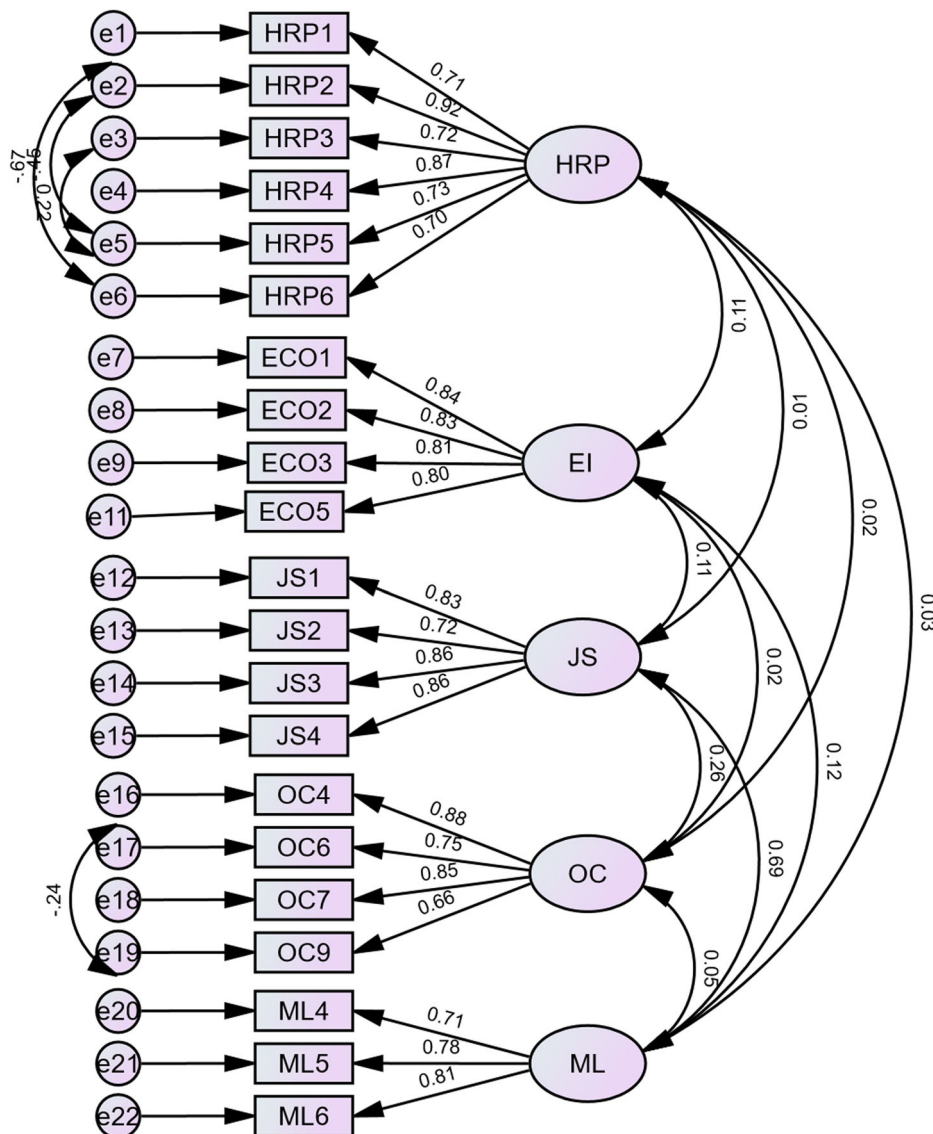 e1 HRP1
0.71
e2 HRP2
0.92
e3 HRP3
0.72
HRP
e4 HRP4
0.87
e5 HRP5
0.73
e6 HRP6
0.70
-.67
-.45
0.22
0.11
e7 ECO1
0.84
e8 ECO2
0.83
e9 ECO3
0.81
EI
e11 ECO5
0.80
0.01
0.02
0.11
e12 JS1
0.83
e13 JS2
0.72
JS
e14 JS3
0.86
e15 JS4
0.86
0.03
0.02
0.26
0.12
e16 OC4
0.88
e17 OC6
0.75
OC
e18 OC7
0.85
e19 OC9
0.66
-.24
0.69
0.05
e20 ML4
0.71
e21 ML5
0.78
ML
e22 ML6
0.81